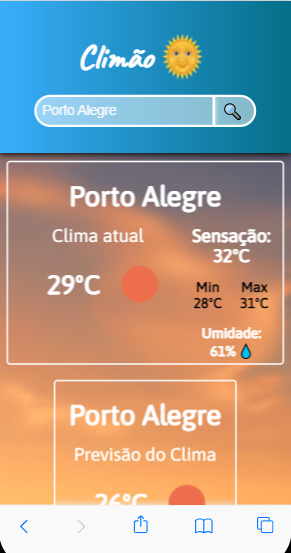 Climão
Porto Alegre
Porto Alegre
Clima atual
29°C
Sensação:
32°C
Min Max
28°C 31°C
Umidade:
61%
Porto Alegre
Previsão do Clima
26°C